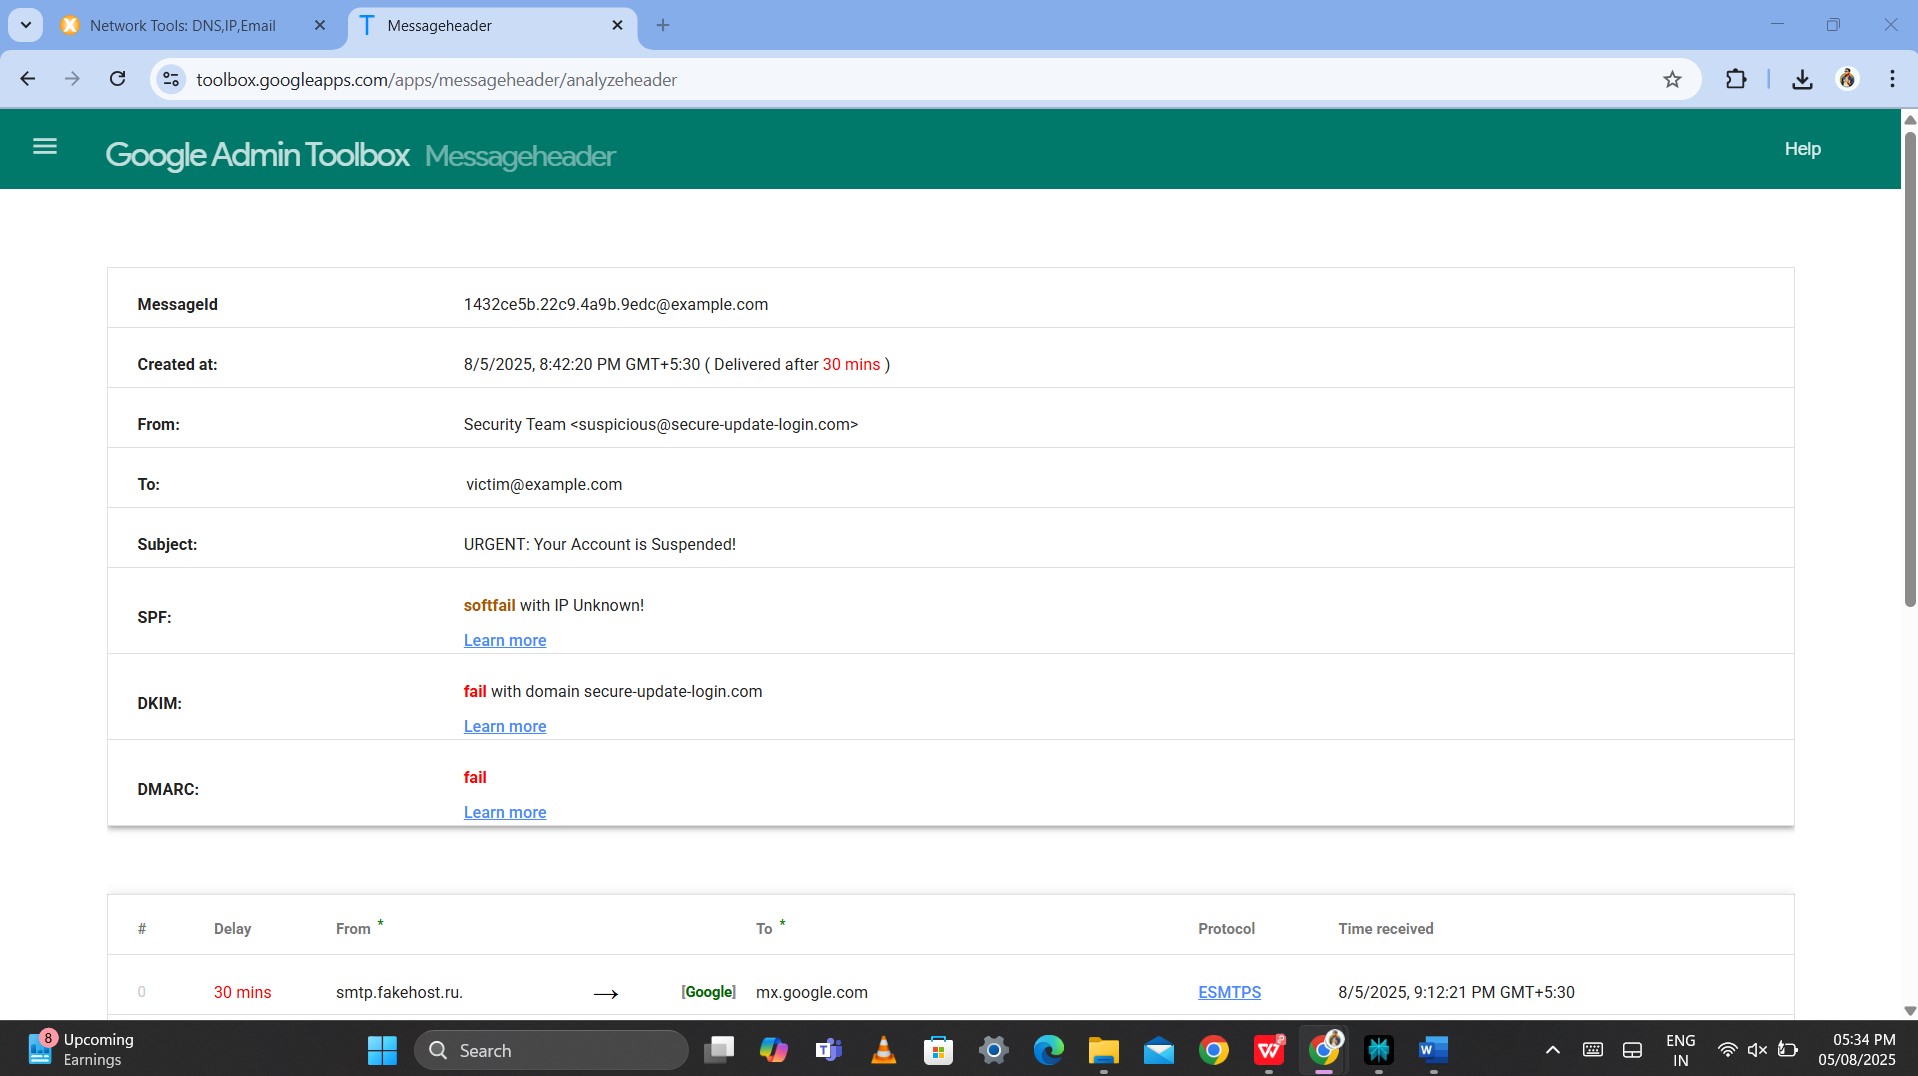 Network Tools: DNS,IP,Email
Messageheader
toolbox.googleapps.com/apps/messageheader/analyzeheader
Google Admin Toolbox Messageheader
Help
MessageId 1432ce5b.22c9.4a9b.9edc@example.com
Created at: 8/5/2025, 8:42:20 PM GMT+5:30 ( Delivered after 30 mins )
From: Security Team <suspicious@secure-update-login.com>
To: victim@example.com
Subject: URGENT: Your Account is Suspended!
SPF: softfail with IP Unknown!
Learn more
DKIM: fail with domain secure-update-login.com
Learn more
DMARC: fail
Learn more
# Delay From * To * Protocol Time received
0 30 mins smtp.fakehost.ru. → [Google] mx.google.com ESMTPS 8/5/2025, 9:12:21 PM GMT+5:30
8
Upcoming
Earnings
Search
ENG
IN
05:34 PM
05/08/2025